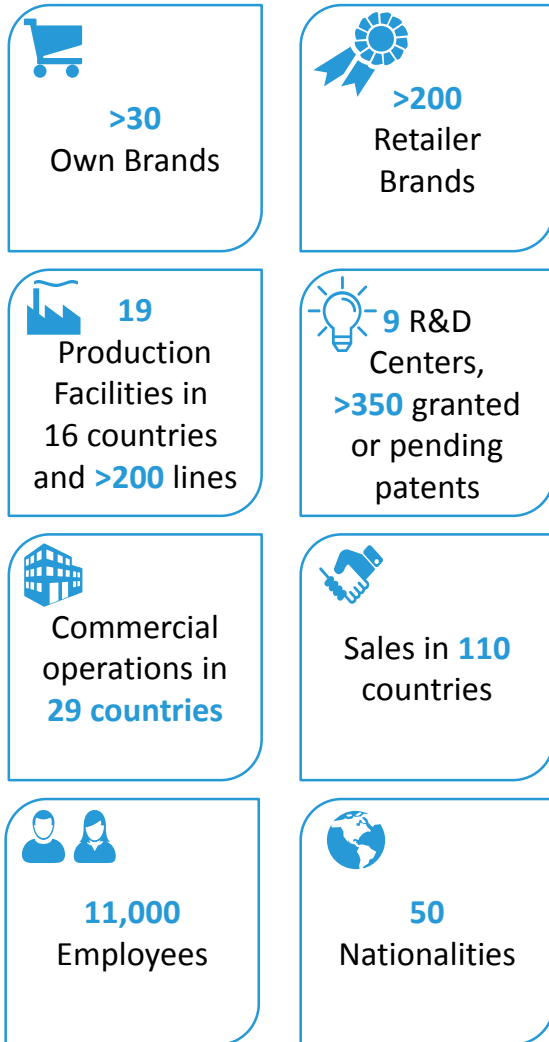 >30
Own Brands
>200
Retailer
Brands
19
Production
Facilities in
16 countries
and >200 lines
9 R&D
Centers,
>350 granted
or pending
patents
Commercial
operations in
29 countries
Sales in 110
countries
11,000
Employees
50
Nationalities